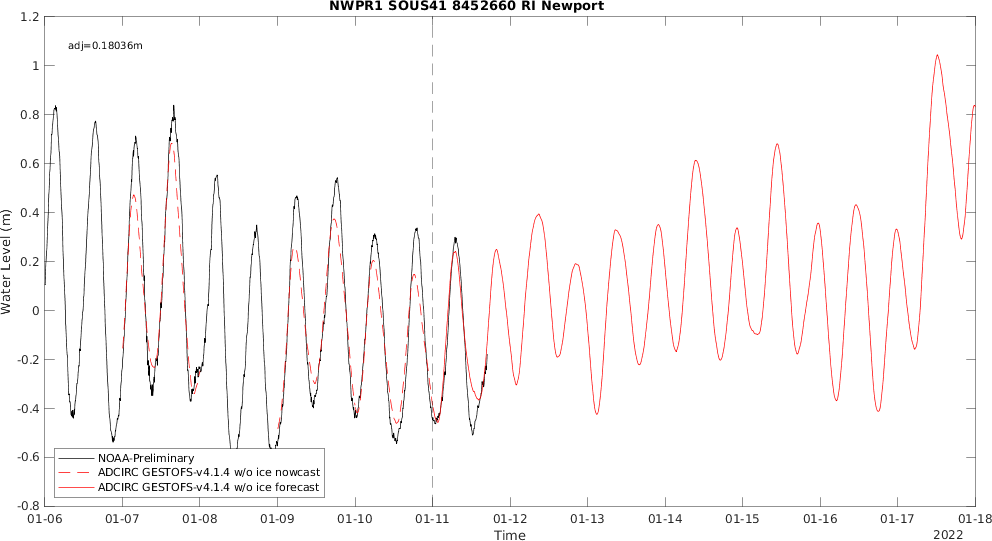 NWPR1 SOUS41 8452660 RI Newport
adj=0.18036m
1.2
1
0.8
0.6
0.4
0.2
0
-0.2
-0.4
-0.6
-0.8
Water Level (m)
NOAA-Preliminary
ADCIRC GESTOFS-v4.1.4 w/o ice nowcast
ADCIRC GESTOFS-v4.1.4 w/o ice forecast
01-06 01-07 01-08 01-09 01-10 01-11 01-12 01-13 01-14 01-15 01-16 01-17 01-18
Time
2022